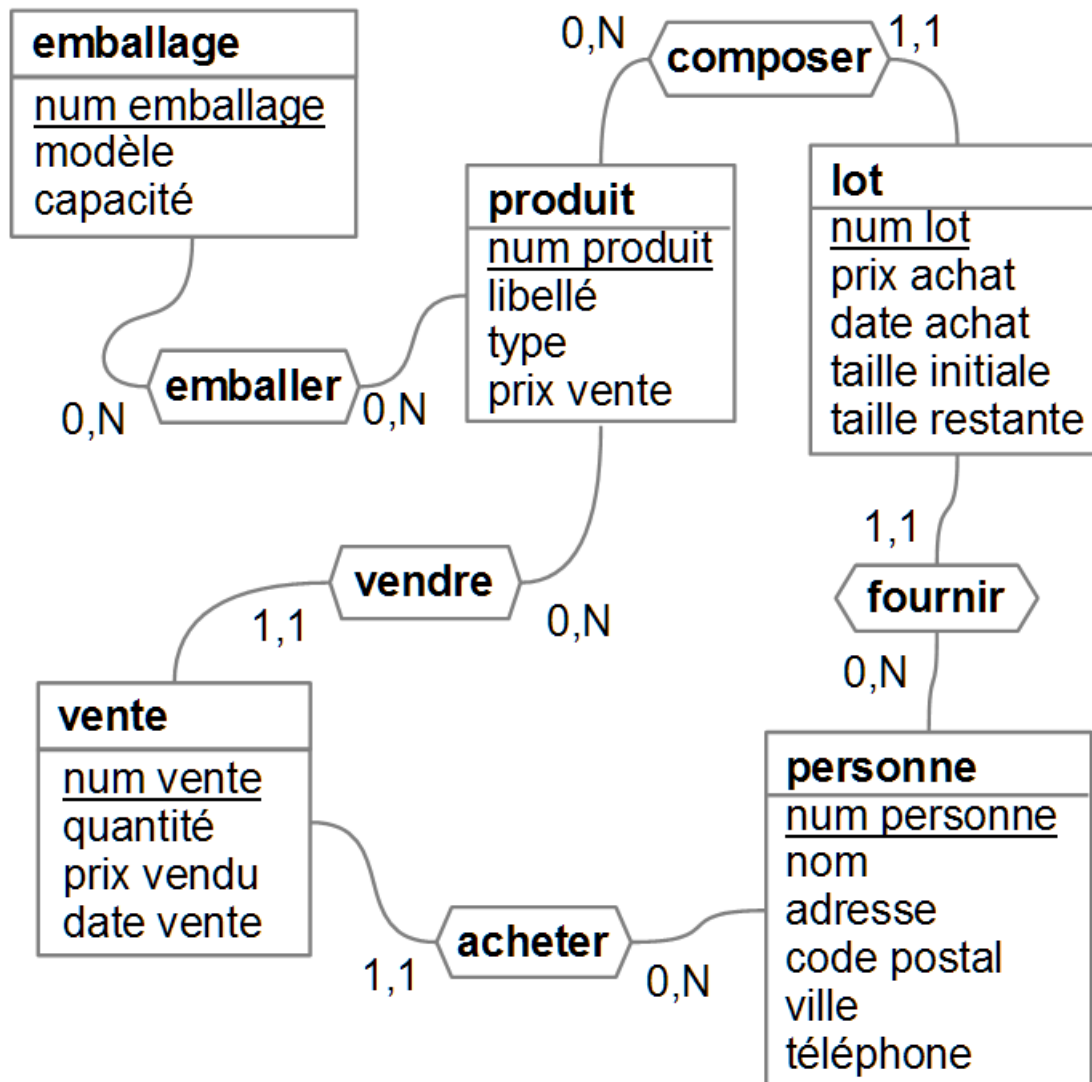 emballage
num emballage
modèle
capacité
0,N
composer
1,1
produit
num produit
libellé
type
prix vente
lot
num lot
prix achat
date achat
taille initiale
taille restante
0,N
emballer
0,N
1,1
vendre
0,N
1,1
fournir
0,N
vente
num vente
quantité
prix vendu
date vente
1,1
acheter
0,N
personne
num personne
nom
adresse
code postal
ville
téléphone